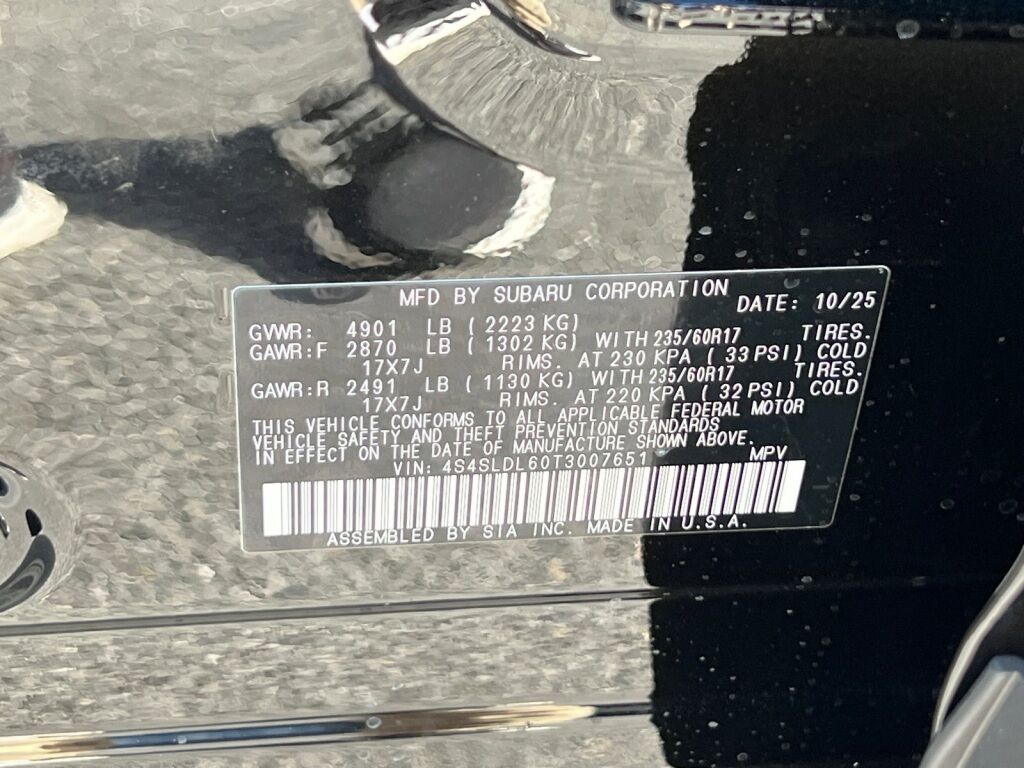 MFD BY SUBARU CORPORATION DATE: 10/25
GVWR: 4901 LB ( 2223 KG)
GAWR:F 2870 LB ( 1302 KG) WITH 235/60R17 TIRES.
17X7J RIMS. AT 230 KPA ( 33 PSI) COLD
GAWR:R 2491 LB ( 1130 KG) WITH 235/60R17 TIRES.
17X7J RIMS. AT 220 KPA ( 32 PSI) COLD
THIS VEHICLE CONFORMS TO ALL APPLICABLE FEDERAL MOTOR
VEHICLE SAFETY AND THEFT PREVENTION STANDARDS
IN EFFECT ON THE DATE OF MANUFACTURE SHOWN ABOVE.
VIN: 4S4SLDL60T3007651 MPV
ASSEMBLED BY SIA INC. MADE IN U.S.A.